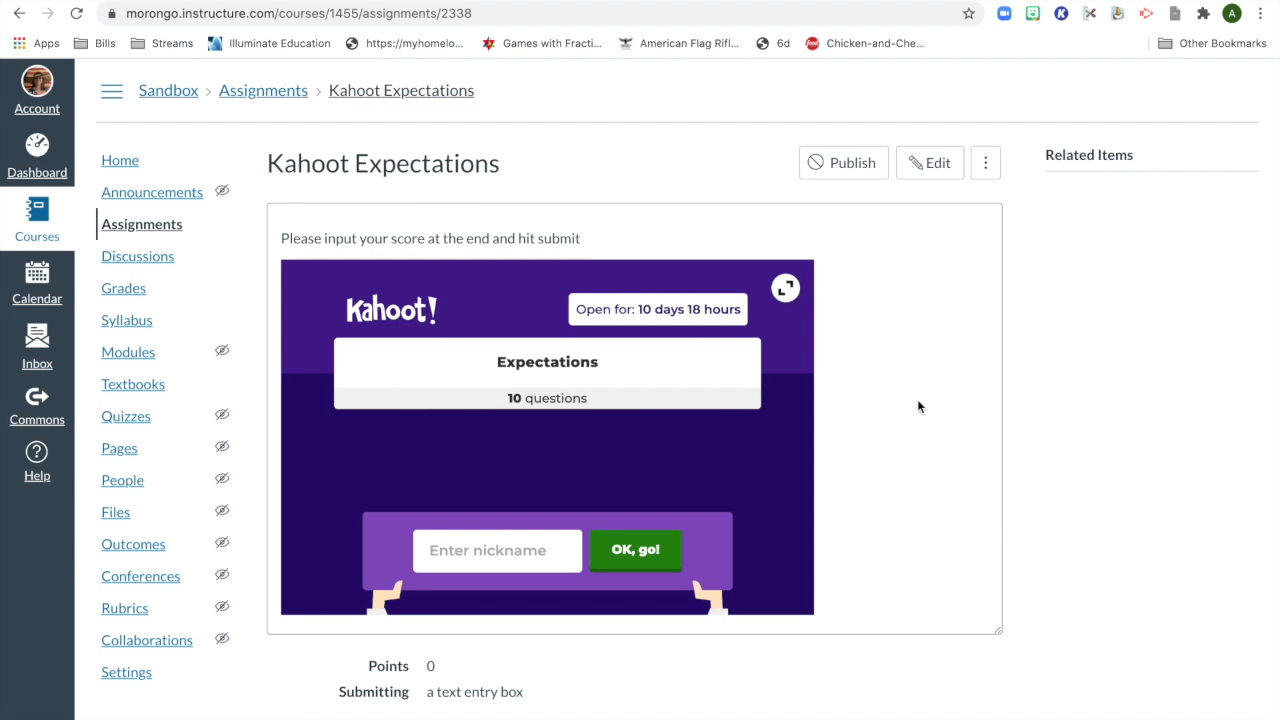 morongo.instructure.com/courses/1455/assignments/2338
A
Apps
Bills
Streams
Illuminate Education
https://myhomelo...
Games with Fracti...
American Flag Rifl...
6d
food
Chicken-and-Che...
Other Bookmarks
Account
Dashboard
Courses
Calendar
Inbox
Commons
Help
Sandbox > Assignments > Kahoot Expectations
Home
Announcements
Assignments
Discussions
Grades
Syllabus
Modules
Textbooks
Quizzes
Pages
People
Files
Outcomes
Conferences
Rubrics
Collaborations
Settings
Kahoot Expectations
Publish
Edit
Related Items
Please input your score at the end and hit submit
Kahoot!
Open for: 10 days 18 hours
Expectations
10 questions
Enter nickname
OK, go!
Points 0
Submitting a text entry box